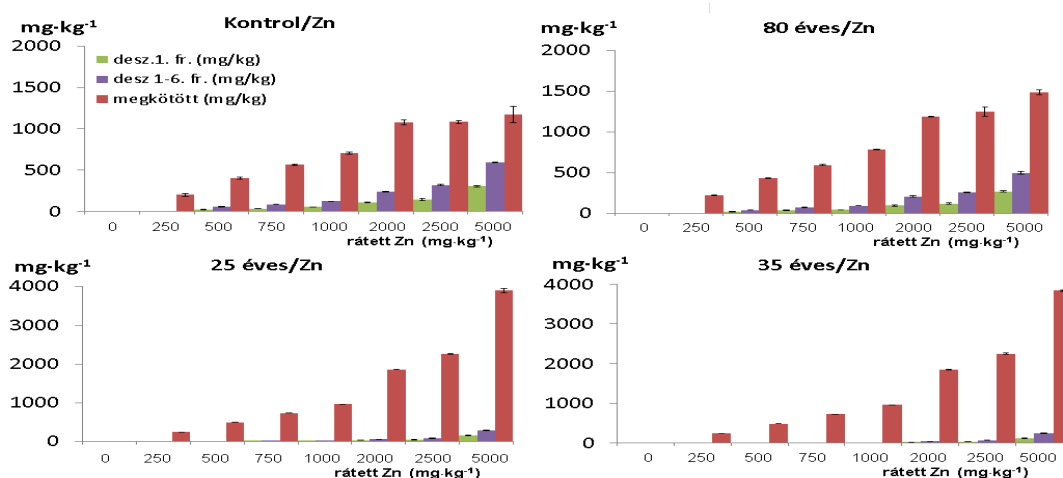 mg·kg-1
Kontrol/Zn
2000
1500
1000
500
0
desz.1. fr. (mg/kg)
desz 1-6. fr. (mg/kg)
megkötött (mg/kg)
0 250 500 750 1000 2000 2500 5000
rátett Zn (mg·kg-1)
mg·kg-1
80 éves/Zn
2000
1500
1000
500
0
0 250 500 750 1000 2000 2500 5000
rátett Zn (mg·kg-1)
mg·kg-1
25 éves/Zn
4000
3000
2000
1000
0
0 250 500 750 1000 2000 2500 5000
rátett Zn (mg·kg-1)
mg·kg-1
35 éves/Zn
4000
3000
2000
1000
0
0 250 500 750 1000 2000 2500 5000
rátett Zn (mg·kg-1)